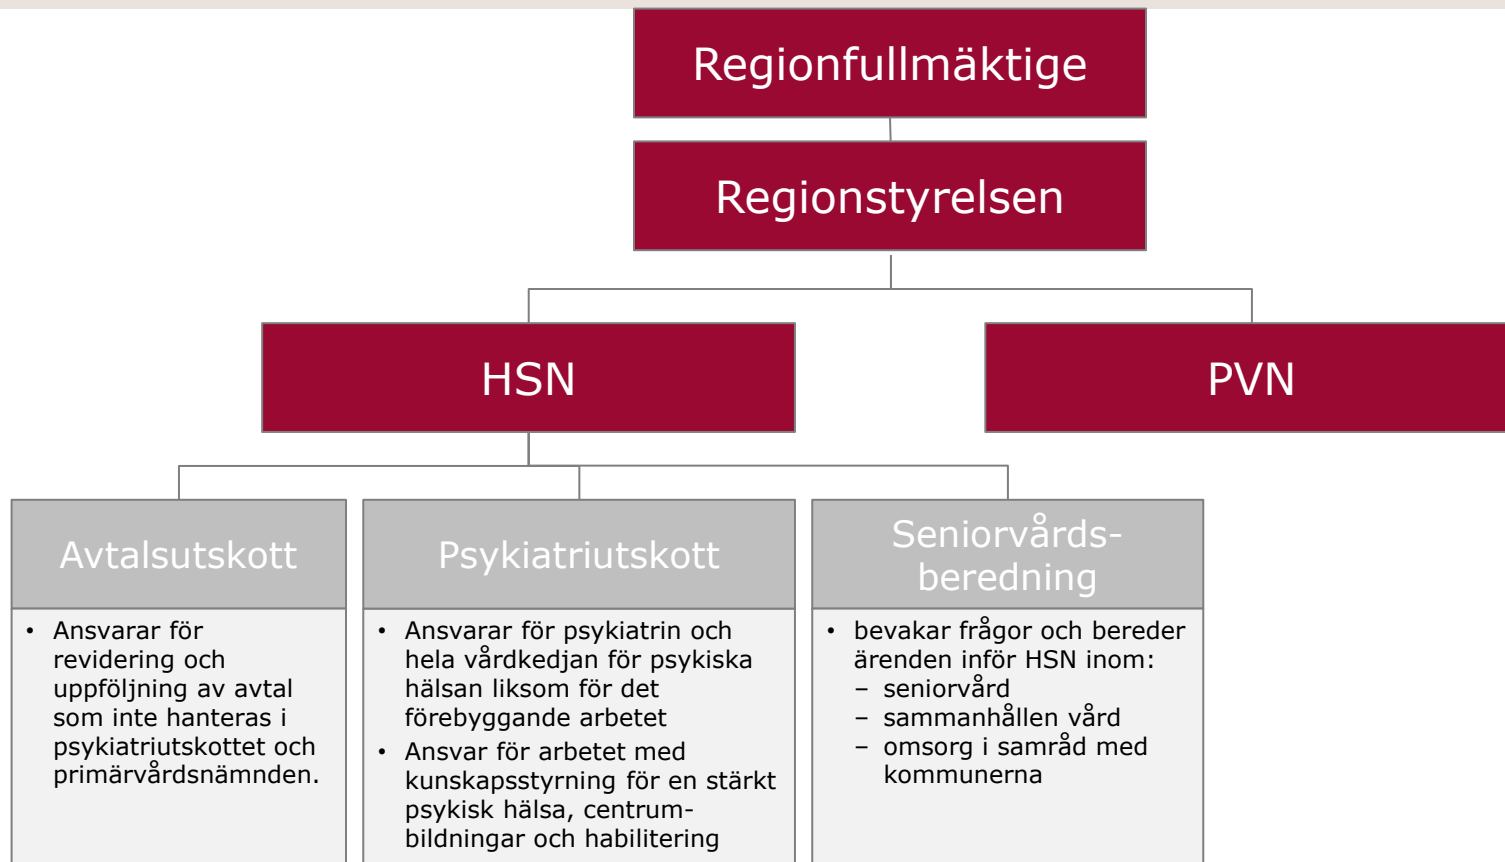 Regionfullmäktige
Regionstyrelsen
HSN
PVN
Avtalsutskott
• Ansvarar för
revidering och
uppföljning av avtal
som inte hanteras i
psykiatriutskottet och
primärvårdsnämnden.
Psykiatriutskott
• Ansvarar för psykiatrin och
hela vårdkedjan för psykiska
hälsan liksom för det
förebyggande arbetet
• Ansvar för arbetet med
kunskapsstyrning för en stärkt
psykisk hälsa, centrum-
bildningar och habilitering
Seniorvårds-
beredning
• bevakar frågor och bereder
ärenden inför HSN inom:
– seniorvård
– sammanhållen vård
– omsorg i samråd med
kommunerna